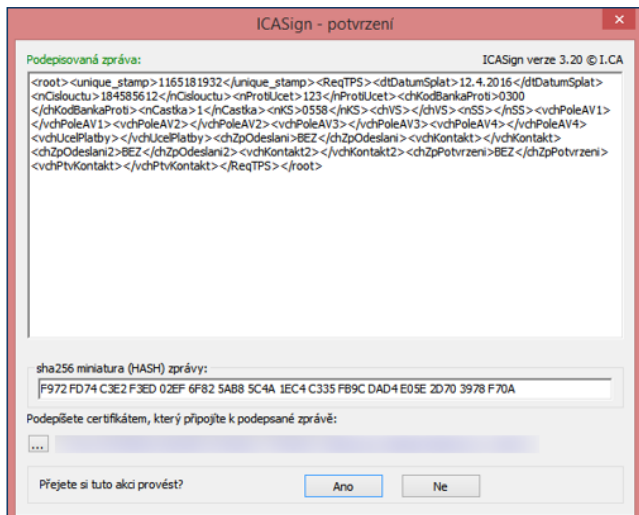 ICASign - potvrzení
Podepisovaná zpráva:
ICASign verze 3.20 © I.CA
<root><unique_stamp>1165181932</unique_stamp><ReqTPS><dtDatumSplat>12.4.2016</dtDatumSplat>
<nCislouctu>184585612</nCislouctu><nProtiUcet>123</nProtiUcet><chKodBankaProti>0300
</chKodBankaProti><nCastka>1</nCastka><nKS>0558</nKS><chVS></chVS><nSS></nSS><vchPoleAV1>
</vchPoleAV1><vchPoleAV2></vchPoleAV2><vchPoleAV3></vchPoleAV3><vchPoleAV4></vchPoleAV4>
<vchUcelPlatby></vchUcelPlatby><chZpOdeslani>BEZ</chZpOdeslani><vchKontakt></vchKontakt>
<chZpOdeslani2>BEZ</chZpOdeslani2><vchKontakt2></vchKontakt2><chZpPotvrzeni>BEZ</chZpPotvrzeni>
<vchPtvKontakt></vchPtvKontakt></ReqTPS></root>
sha256 miniatura (HASH) zprávy:
F972 FD74 C3E2 F3ED 02EF 6F82 5AB8 5C4A 1EC4 C335 FB9C DAD4 E05E 2D70 3978 F70A
Podepíšete certifikátem, který připojíte k podepsané zprávě:
...
Přejete si tuto akci provést?
Ano
Ne